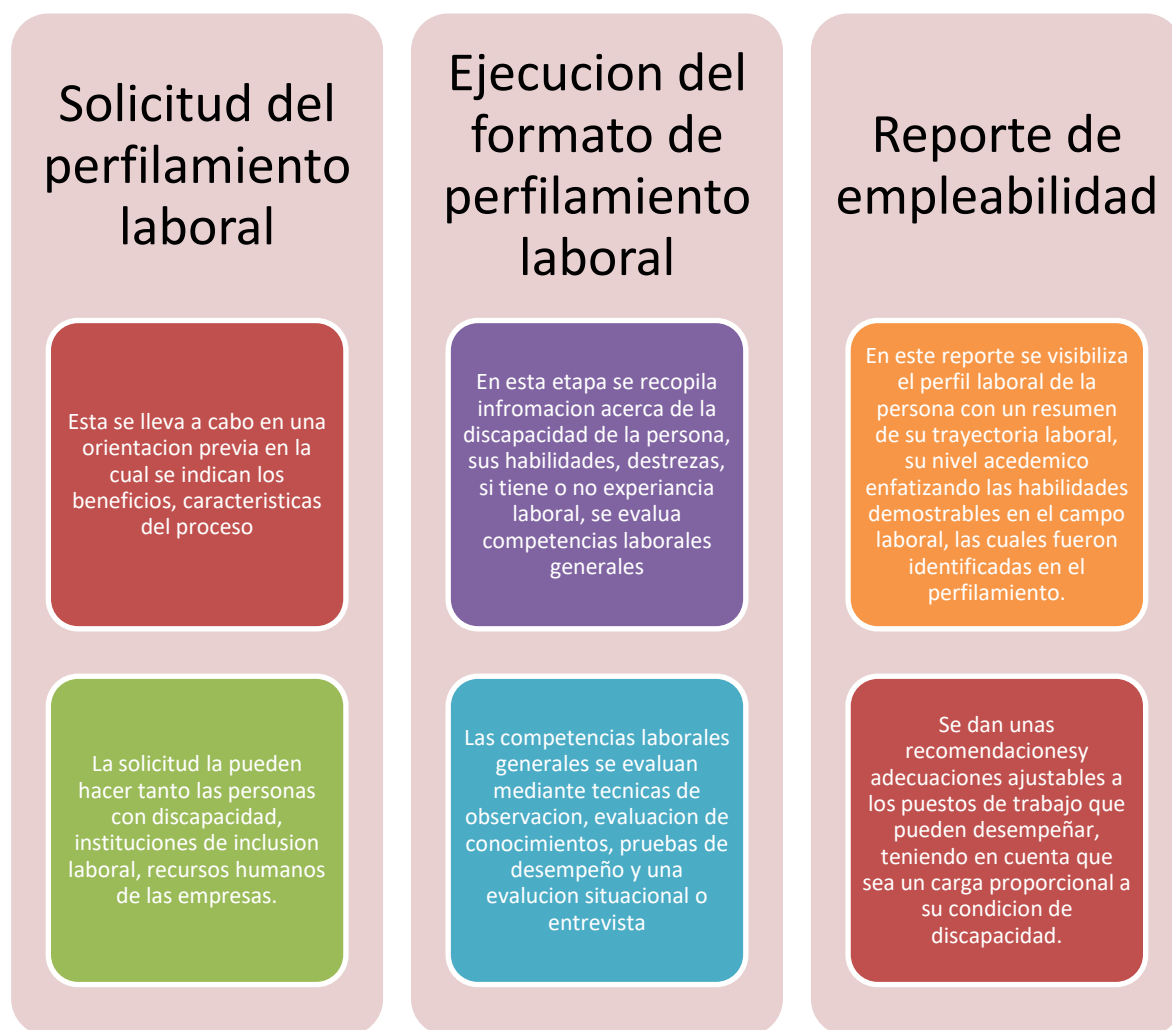 Solicitud del
perfilamiento
laboral
Esta se lleva a cabo en una
orientacion previa en la
cual se indican los
beneficios, caracteristicas
del proceso
La solicitud la pueden
hacer tanto las personas
con discapacidad,
instituciones de inclusion
laboral, recursos humanos
de las empresas.
Ejecucion del
formato de
perfilamiento
laboral
En esta etapa se recopila
infromacion acerca de la
discapacidad de la persona,
sus habilidades, destrezas,
si tiene o no experiancia
laboral, se evalua
competencias laborales
generales
Las competencias laborales
generales se evaluan
mediante tecnicas de
observacion, evaluacion de
conocimientos, pruebas de
desempeño y una
evalucion situacional o
entrevista
Reporte de
empleabilidad
En este reporte se visibiliza
el perfil laboral de la
persona con un resumen
de su trayectoria laboral,
su nivel acedemico
enfatizando las habilidades
demostrables en el campo
laboral, las cuales fueron
identificadas en el
perfilamiento.
Se dan unas
recomendacionesy
adecuaciones ajustables a
los puestos de trabajo que
pueden desempeñar,
teniendo en cuenta que
sea un carga proporcional a
su condicion de
discapacidad.